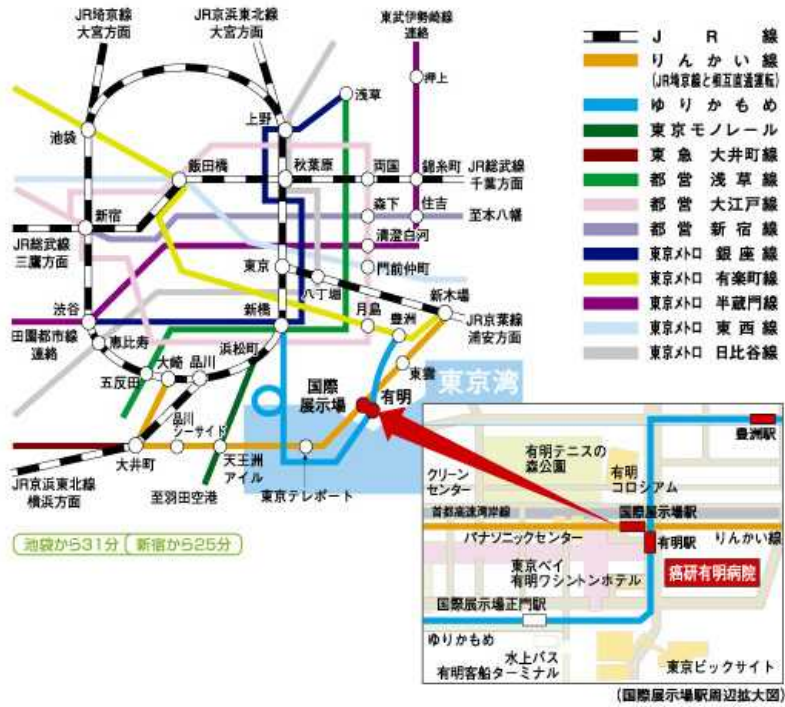 JR埼京線
大宮方面
JR京浜東北線
大宮方面
東武伊勢崎線
連絡
押上
浅草
上野
池袋
飯田橋
秋葉原
両国
錦糸町
JR総武線
千葉方面
新宿
森下
住吉
至本八幡
JR総武線
三鷹方面
清澄白河
東京
門前仲町
八丁堀
新木場
渋谷
新橋
月島
豊洲
JR京葉線
浦安方面
田園都市線
連絡
恵比寿
浜松町
大崎
品川
五反田
東雲
国際
展示場
有明
東京湾
品川
シーサイド
大井町
天王洲
アイル
東京テレポート
JR京浜東北線
横浜方面
至羽田空港
池袋から31分
新宿から25分
JR線
りんかい線
(JR埼京線と相互直通運転)
ゆりかもめ
東京モノレール
東急 大井町線
都営 浅草線
都営 大江戸線
都営 新宿線
東京メトロ 銀座線
東京メトロ 有楽町線
東京メトロ 半蔵門線
東京メトロ 東西線
東京メトロ 日比谷線
豊洲駅
有明テニスの
森公園
クリーン
センター
有明
コロシアム
首都高速湾岸線
国際展示場駅
パナソニックセンター
有明駅
りんかい線
東京ベイ
有明ワシントンホテル
癌研有明病院
国際展示場正門駅
ゆりかもめ
水上バス
有明客船ターミナル
東京ビックサイト
(国際展示場駅周辺拡大図)